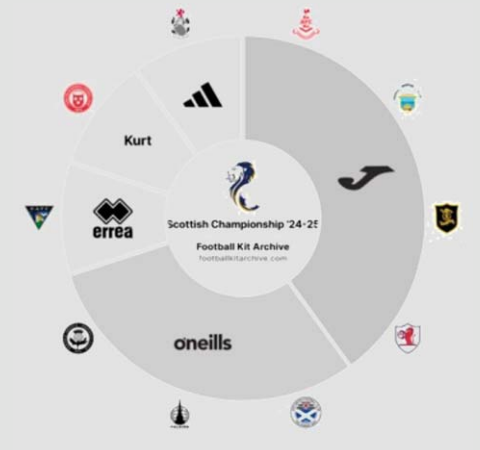 Kurt
errea
Scottish Championship '24-25
Football Kit Archive
footballkitarchive.com
oneills